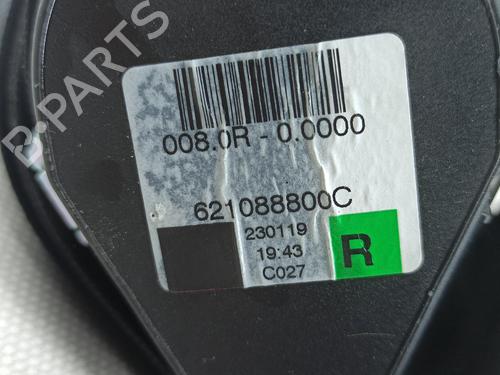 B-PARTS
008.0R - 0.0000
621088800C
230119
19:43
C027
R